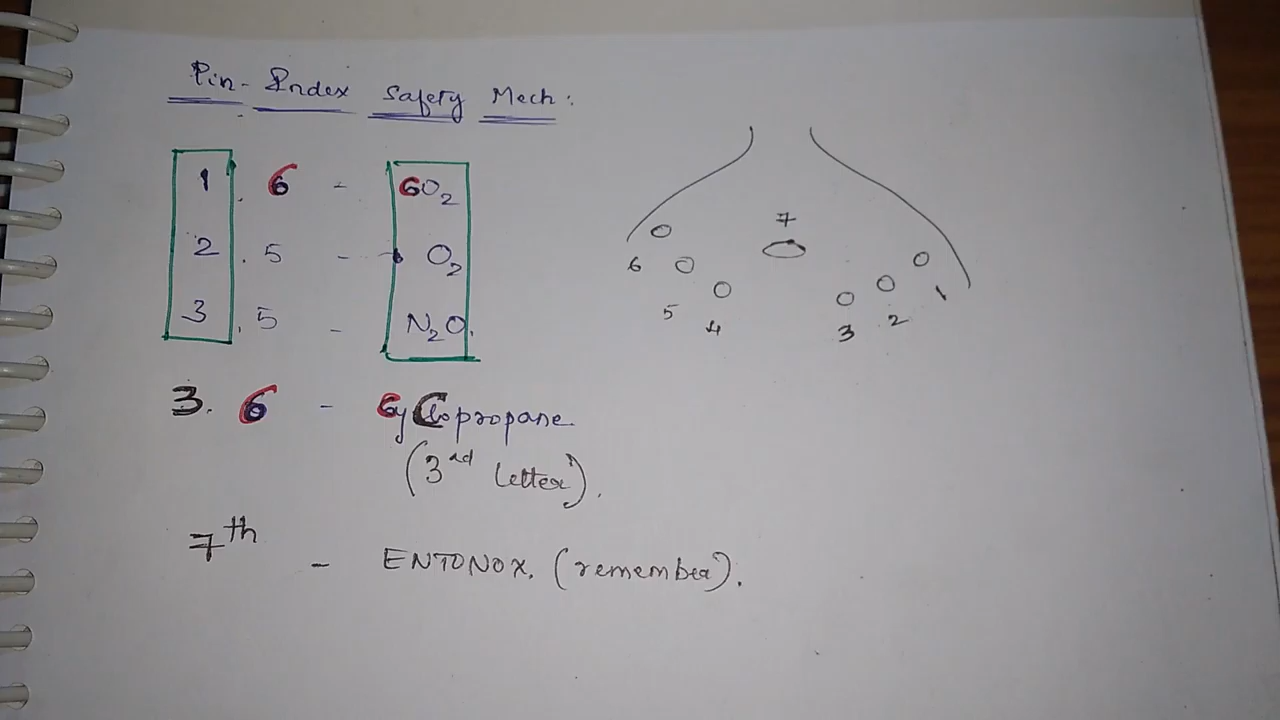 Pin-Index Safety Mech:
1. 6 - CO2
2. 5 - O2
3. 5 - N2O.
3. 6 - CyClopropane
(3rd letter).
7th - ENTONOX. (remember).
7
6 5 4 3 2 1